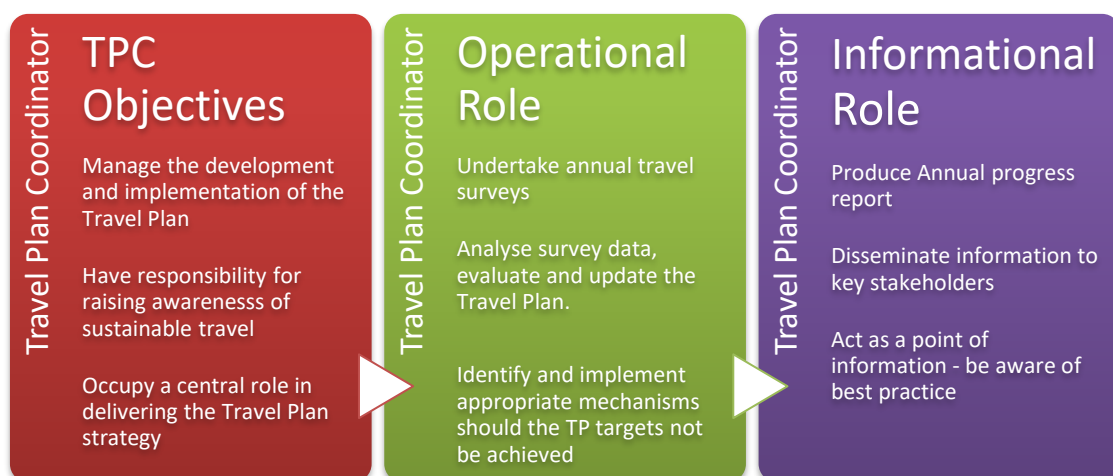 Travel Plan Coordinator
TPC
Objectives
Manage the development
and implementation of the
Travel Plan
Have responsibility for
raising awarenesss of
sustainable travel
Occupy a central role in
delivering the Travel Plan
strategy
Travel Plan Coordinator
Operational
Role
Undertake annual travel
surveys
Analyse survey data,
evaluate and update the
Travel Plan.
Identify and implement
appropriate mechanisms
should the TP targets not
be achieved
Travel Plan Coordinator
Informational
Role
Produce Annual progress
report
Disseminate information to
key stakeholders
Act as a point of
information - be aware of
best practice